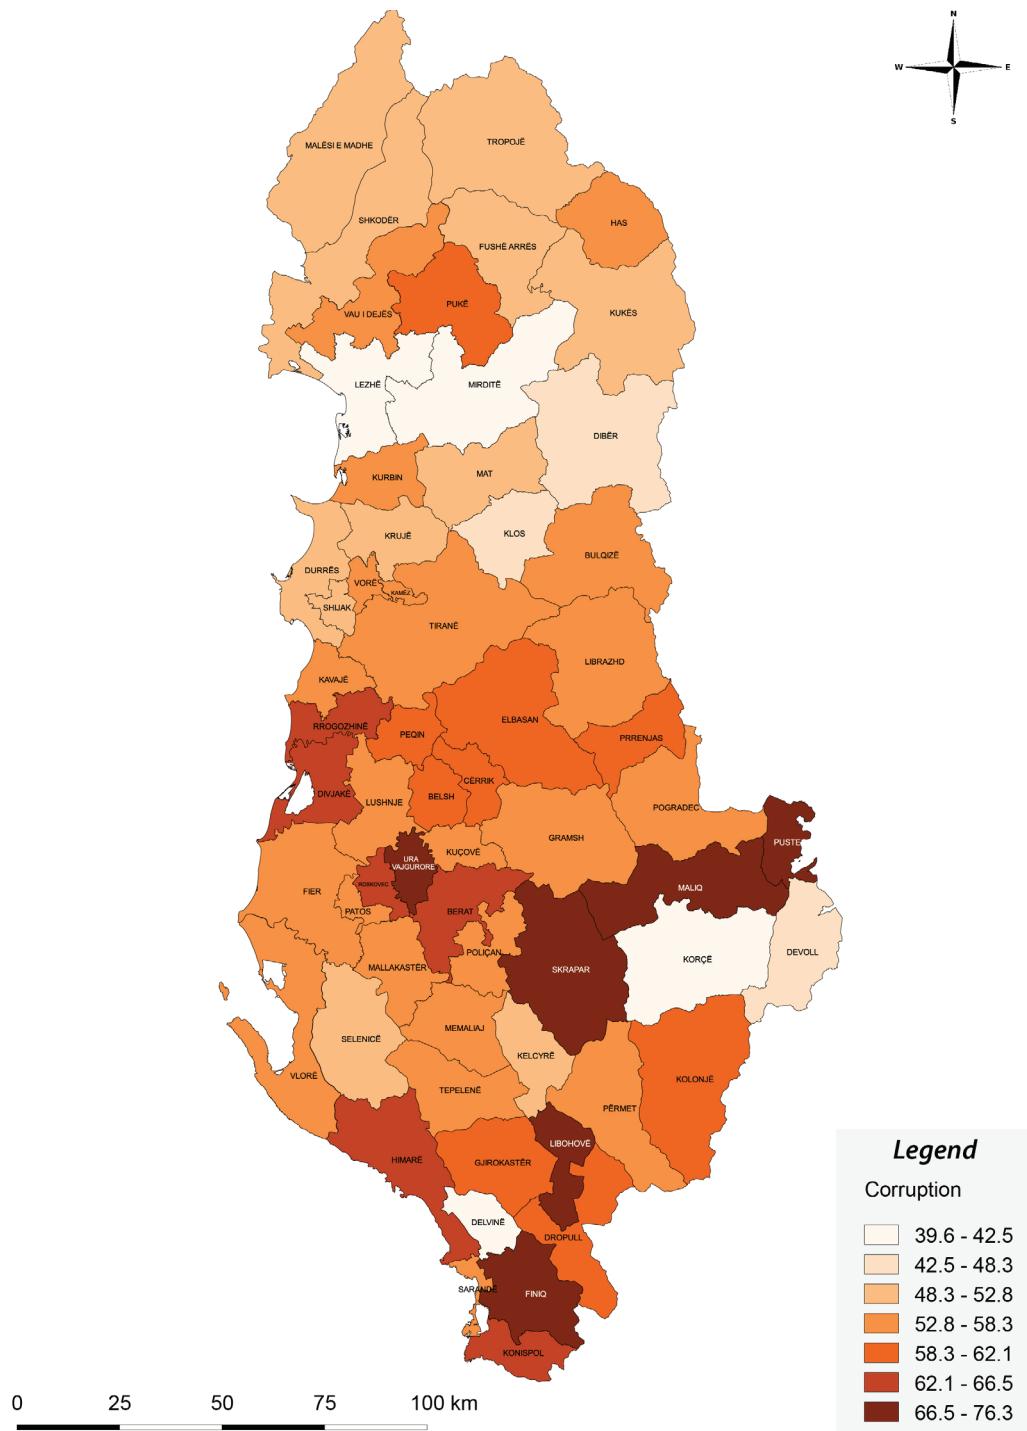 N
W E
S
MALËSI E MADHE
TROPOJË
SHKODËR
HAS
FUSHË ARRËS
PUKË
KUKËS
VAU I DEJËS
LEZHË
MIRDITË
DIBËR
KURBIN
MAT
KRUJË
KLOS
BULQIZË
DURRËS
VORË
KAMËZ
SHIJAK
TIRANË
LIBRAZHD
KAVAJË
RROGOZHINË
ELBASAN
PEQIN
PRRENJAS
CËRRIK
DIVJAKË
BELSH
LUSHNJE
POGRADEC
GRAMSH
PUSTE
KUÇOVË
URA
VAJGURORE
ROSKOVEC
MALIQ
FIER
PATOS
BERAT
POLIÇAN
DEVOLL
KORÇË
MALLAKASTËR
SKRAPAR
MEMALIAJ
SELENICË
KELCYRË
VLORË
KOLONJË
TEPELENË
PËRMET
LIBOHOVË
HIMARË
GJIROKASTËR
DELVINË
DROPULL
SARANDË
FINIQ
KONISPOL
Legend
Corruption
39.6 - 42.5
42.5 - 48.3
48.3 - 52.8
52.8 - 58.3
58.3 - 62.1
62.1 - 66.5
66.5 - 76.3
0 25 50 75 100 km